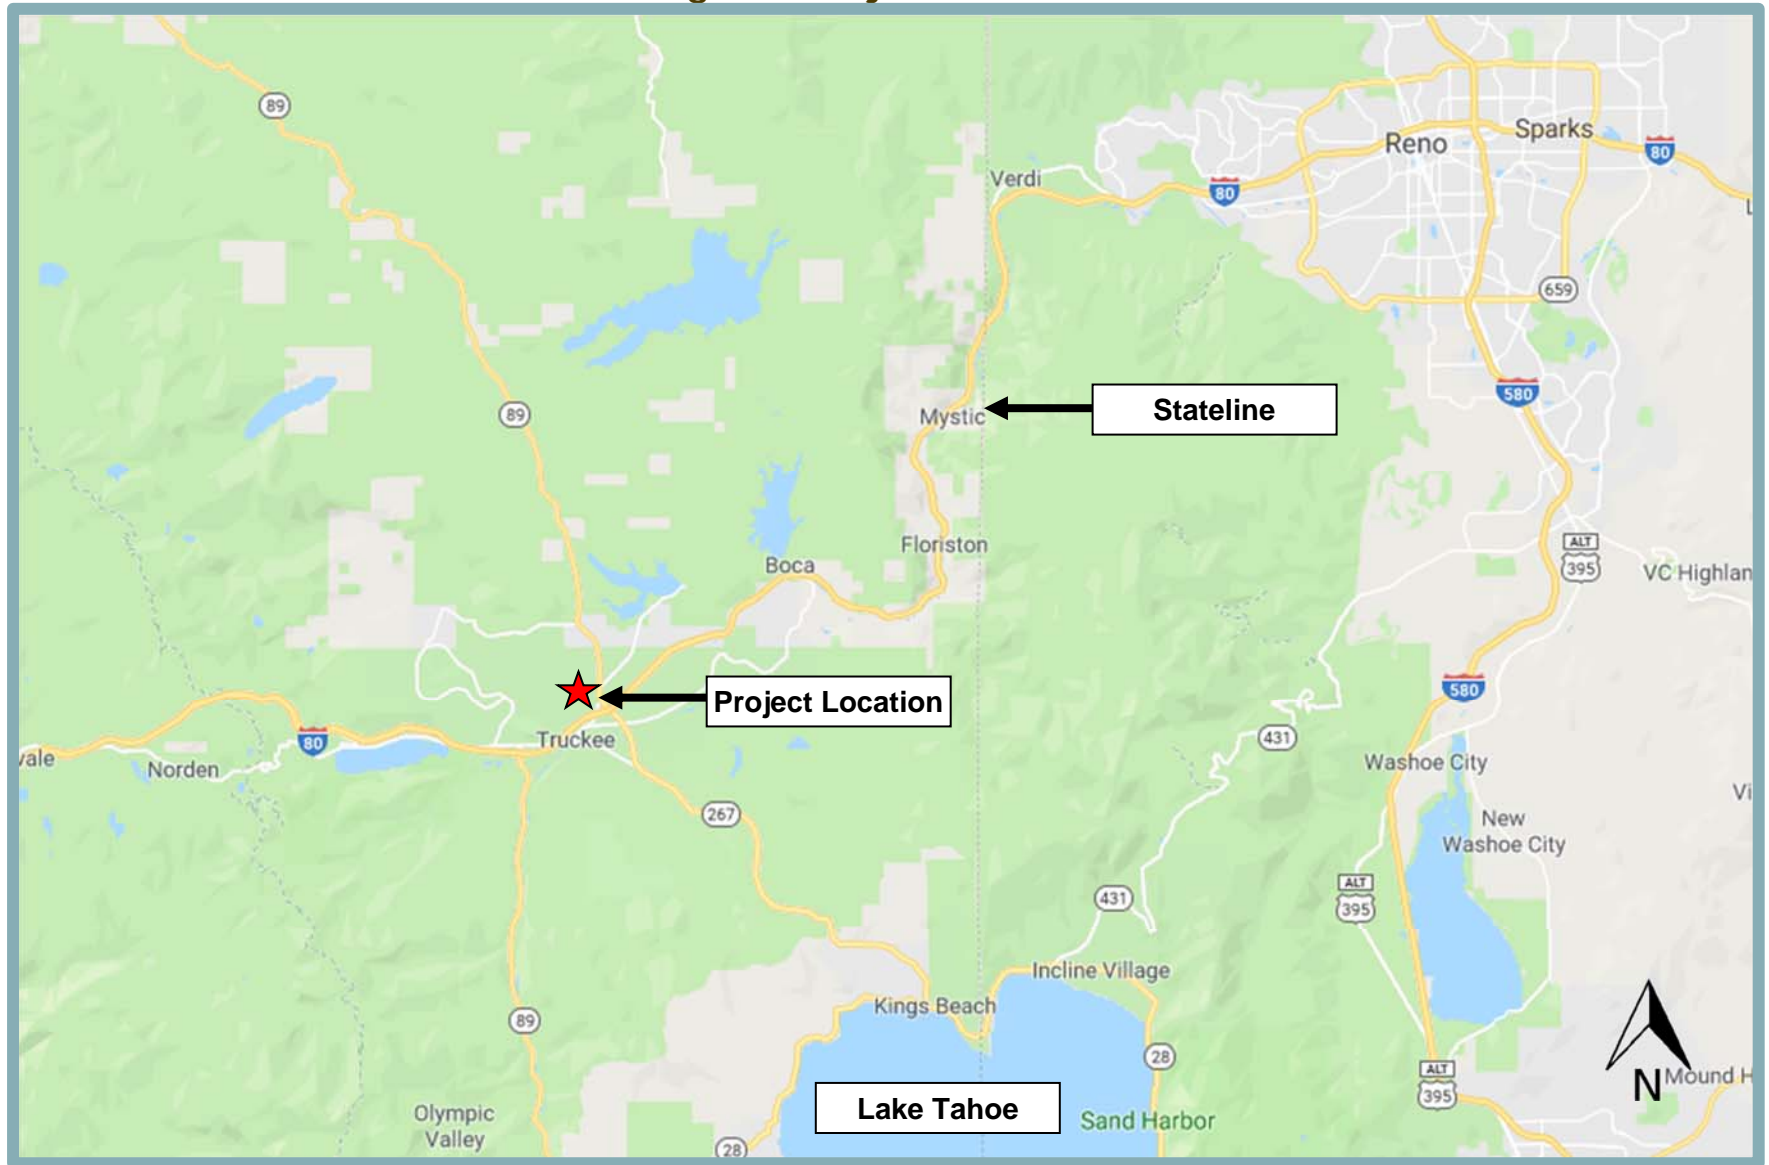 89
Reno
Sparks
80
Verdi
80
659
580
89
Mystic
Stateline
Floriston
Boca
ALT
395
VC Highlan
Project Location
580
Truckee
80
431
vale
Norden
Washoe City
267
Vi
New
Washoe City
ALT
395
431
Incline Village
Kings Beach
89
28
ALT
395
N
Mound H
Lake Tahoe
Sand Harbor
Olympic
Valley
28